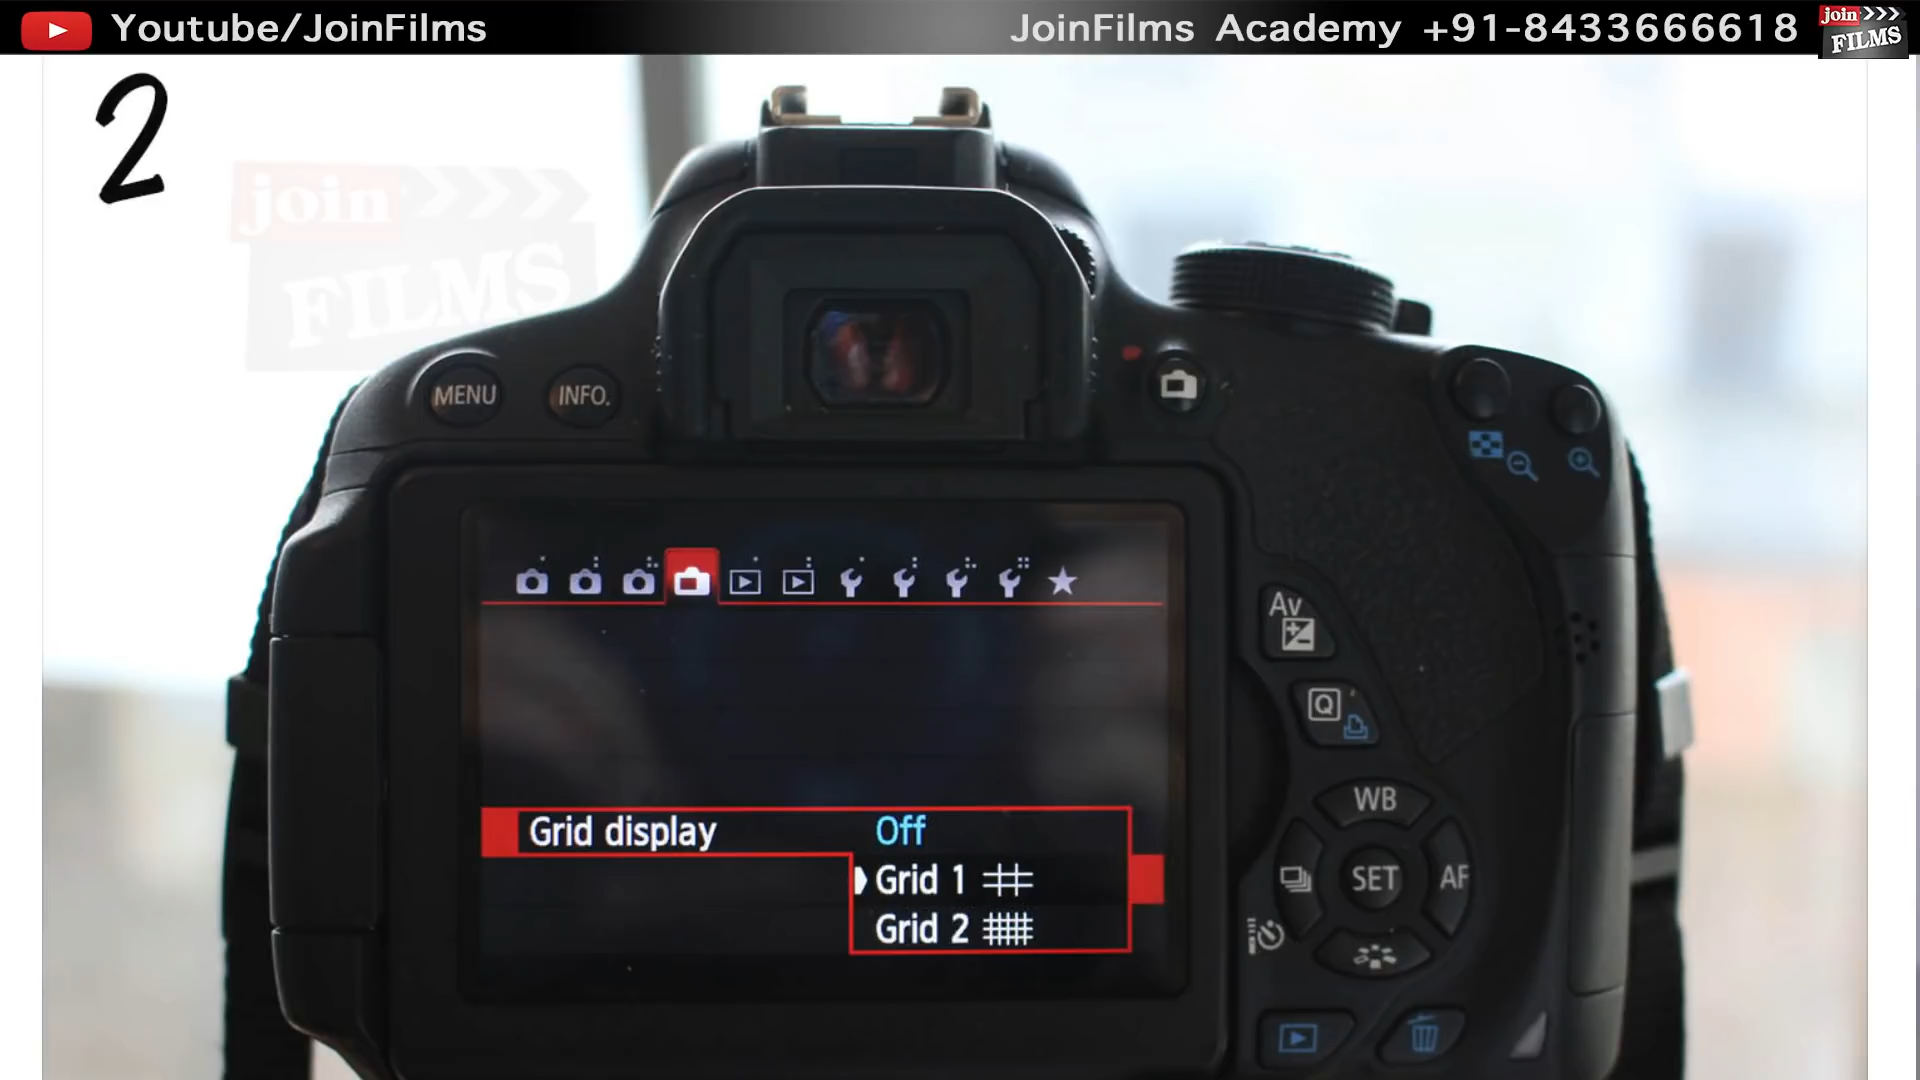 Youtube/JoinFilms
JoinFilms Academy +91-8433666618
join
FILMS
2
join
FILMS
MENU
INFO.
Av
Q
Grid display
Off
Grid 1
Grid 2
WB
SET
AF